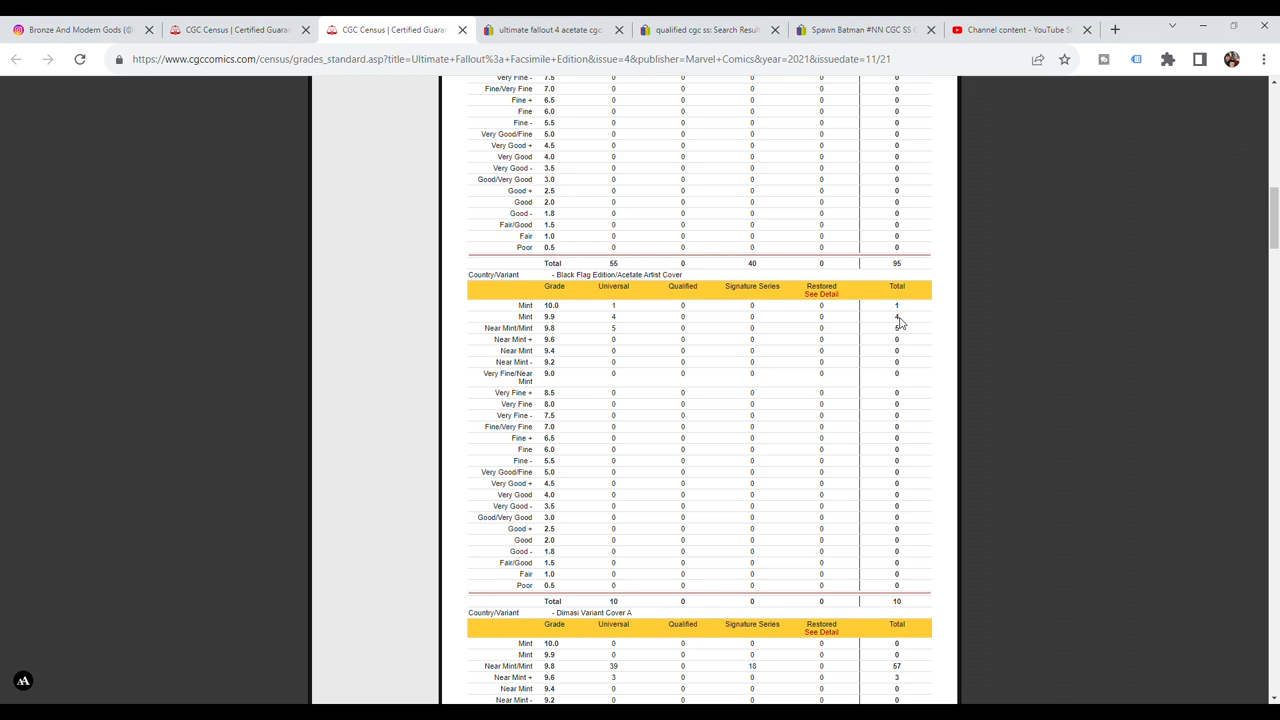 Bronze And Modern Gods (@
CGC Census | Certified Guara
CGC Census | Certified Guara
ultimate fallout 4 acetate cgc
qualified cgc ss: Search Resul
Spawn Batman #NN CGC SS
Channel content - YouTube St
https://www.cgccomics.com/census/grades_standard.asp?title=Ultimate+Fallout%3a+Facsimile+Edition&issue=4&publisher=Marvel+Comics&year=2021&issuedate=11/21
Very Fine - 7.5 0 0 0 0 0
Fine/Very Fine 7.0 0 0 0 0 0
Fine + 6.5 0 0 0 0 0
Fine 6.0 0 0 0 0 0
Fine - 5.5 0 0 0 0 0
Very Good/Fine 5.0 0 0 0 0 0
Very Good + 4.5 0 0 0 0 0
Very Good 4.0 0 0 0 0 0
Very Good - 3.5 0 0 0 0 0
Good/Very Good 3.0 0 0 0 0 0
Good + 2.5 0 0 0 0 0
Good 2.0 0 0 0 0 0
Good - 1.8 0 0 0 0 0
Fair/Good 1.5 0 0 0 0 0
Fair 1.0 0 0 0 0 0
Poor 0.5 0 0 0 0 0
Total 55 0 40 0 95
Country/Variant - Black Flag Edition/Acetate Artist Cover
Grade Universal Qualified Signature Series Restored Total
See Detail
Mint 10.0 1 0 0 0 1
Mint 9.9 4 0 0 0 4
Near Mint/Mint 9.8 5 0 0 0 5
Near Mint + 9.6 0 0 0 0 0
Near Mint 9.4 0 0 0 0 0
Near Mint - 9.2 0 0 0 0 0
Very Fine/Near 9.0 0 0 0 0 0
Mint
Very Fine + 8.5 0 0 0 0 0
Very Fine 8.0 0 0 0 0 0
Very Fine - 7.5 0 0 0 0 0
Fine/Very Fine 7.0 0 0 0 0 0
Fine + 6.5 0 0 0 0 0
Fine 6.0 0 0 0 0 0
Fine - 5.5 0 0 0 0 0
Very Good/Fine 5.0 0 0 0 0 0
Very Good + 4.5 0 0 0 0 0
Very Good 4.0 0 0 0 0 0
Very Good - 3.5 0 0 0 0 0
Good/Very Good 3.0 0 0 0 0 0
Good + 2.5 0 0 0 0 0
Good 2.0 0 0 0 0 0
Good - 1.8 0 0 0 0 0
Fair/Good 1.5 0 0 0 0 0
Fair 1.0 0 0 0 0 0
Poor 0.5 0 0 0 0 0
Total 10 0 0 0 10
Country/Variant - Dimasi Variant Cover A
Grade Universal Qualified Signature Series Restored Total
See Detail
Mint 10.0 0 0 0 0 0
Mint 9.9 0 0 0 0 0
Near Mint/Mint 9.8 39 0 18 0 57
Near Mint + 9.6 3 0 0 0 3
Near Mint 9.4 0 0 0 0 0
Near Mint - 9.2 0 0 0 0 0